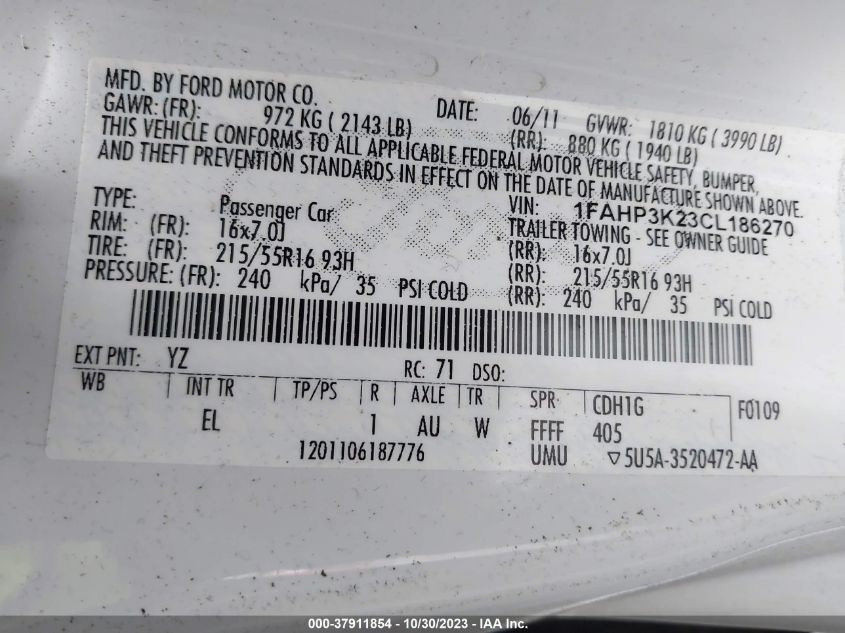 MFD. BY FORD MOTOR CO. DATE: 06/11 GVWR: 1810 KG ( 3990 LB)
GAWR: (FR): 972 KG ( 2143 LB) (RR): 880 KG ( 1940 LB)
THIS VEHICLE CONFORMS TO ALL APPLICABLE FEDERAL MOTOR VEHICLE SAFETY, BUMPER,
AND THEFT PREVENTION STANDARDS IN EFFECT ON THE DATE OF MANUFACTURE SHOWN ABOVE.
VIN: 1FAHP3K23CL186270
TYPE: Passenger Car TRAILER TOWING - SEE OWNER GUIDE
RIM: (FR): 16x7.0J (RR): 16x7.0J
TIRE: (FR): 215/55R16 93H (RR): 215/55R16 93H
PRESSURE: (FR): 240 kPa/ 35 PSI COLD (RR): 240 kPa/ 35 PSI COLD
EXT PNT: YZ RC: 71 DSO:
WB INT TR TP/PS R AXLE TR SPR CDH1G F0109
EL 1 AU W FFFF 405
1201106187776 UMU ▽5U5A-3520472-AA
000-37911854 - 10/30/2023 - IAA Inc.